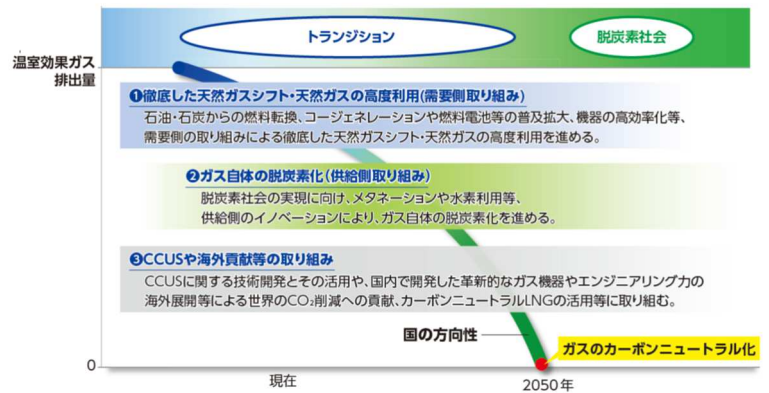 トランジション
脱炭素社会
温室効果ガス
排出量
❶徹底した天然ガスシフト・天然ガスの高度利用(需要側取り組み)
石油・石炭からの燃料転換、コージェネレーションや燃料電池等の普及拡大、機器の高効率化等、
需要側の取り組みによる徹底した天然ガスシフト・天然ガスの高度利用を進める。
❷ガス自体の脱炭素化(供給側取り組み)
脱炭素社会の実現に向け、メタネーションや水素利用等、
供給側のイノベーションにより、ガス自体の脱炭素化を進める。
❸CCUSや海外貢献等の取り組み
CCUSに関する技術開発とその活用や、国内で開発した革新的なガス機器やエンジニアリング力の
海外展開等による世界のCO₂削減への貢献、カーボンニュートラルLNGの活用等に取り組む。
国の方向性
ガスのカーボンニュートラル化
0
現在
2050年